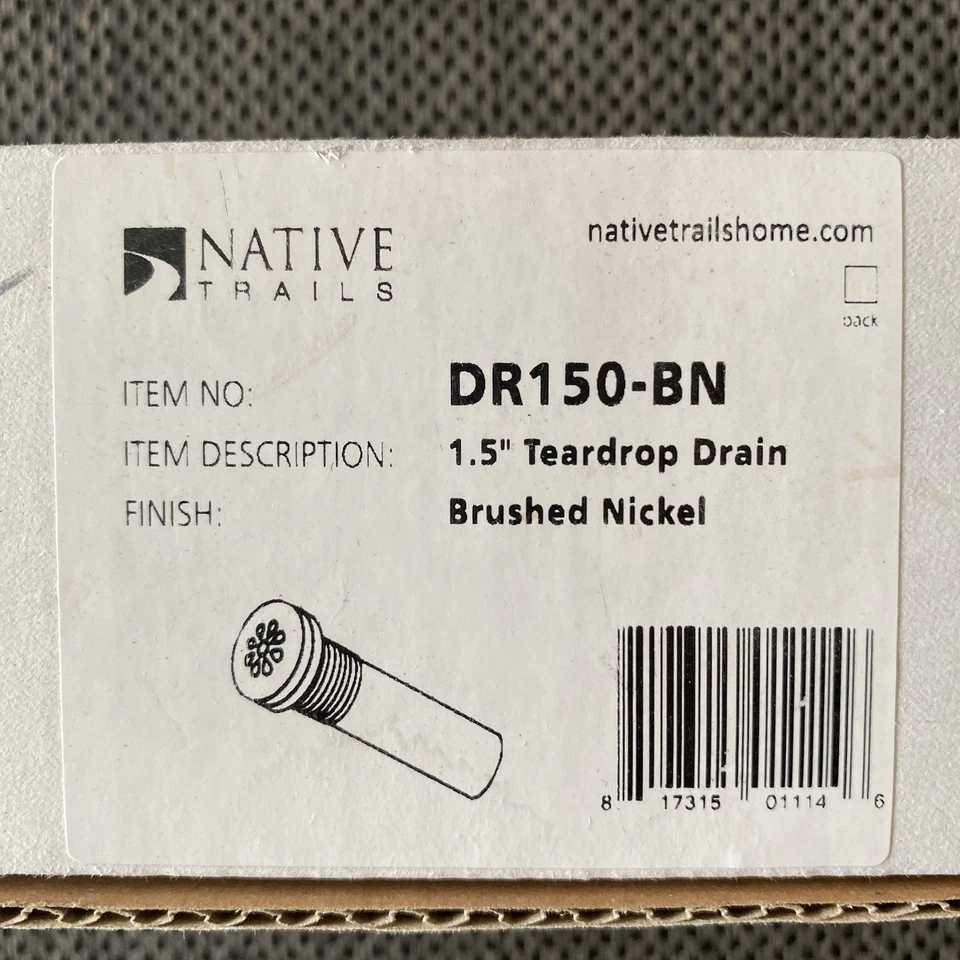 NATIVE
TRAILS
nativetrailshome.com
pack
ITEM NO: DR150-BN
ITEM DESCRIPTION: 1.5" Teardrop Drain
FINISH: Brushed Nickel
8 17315 01114 6